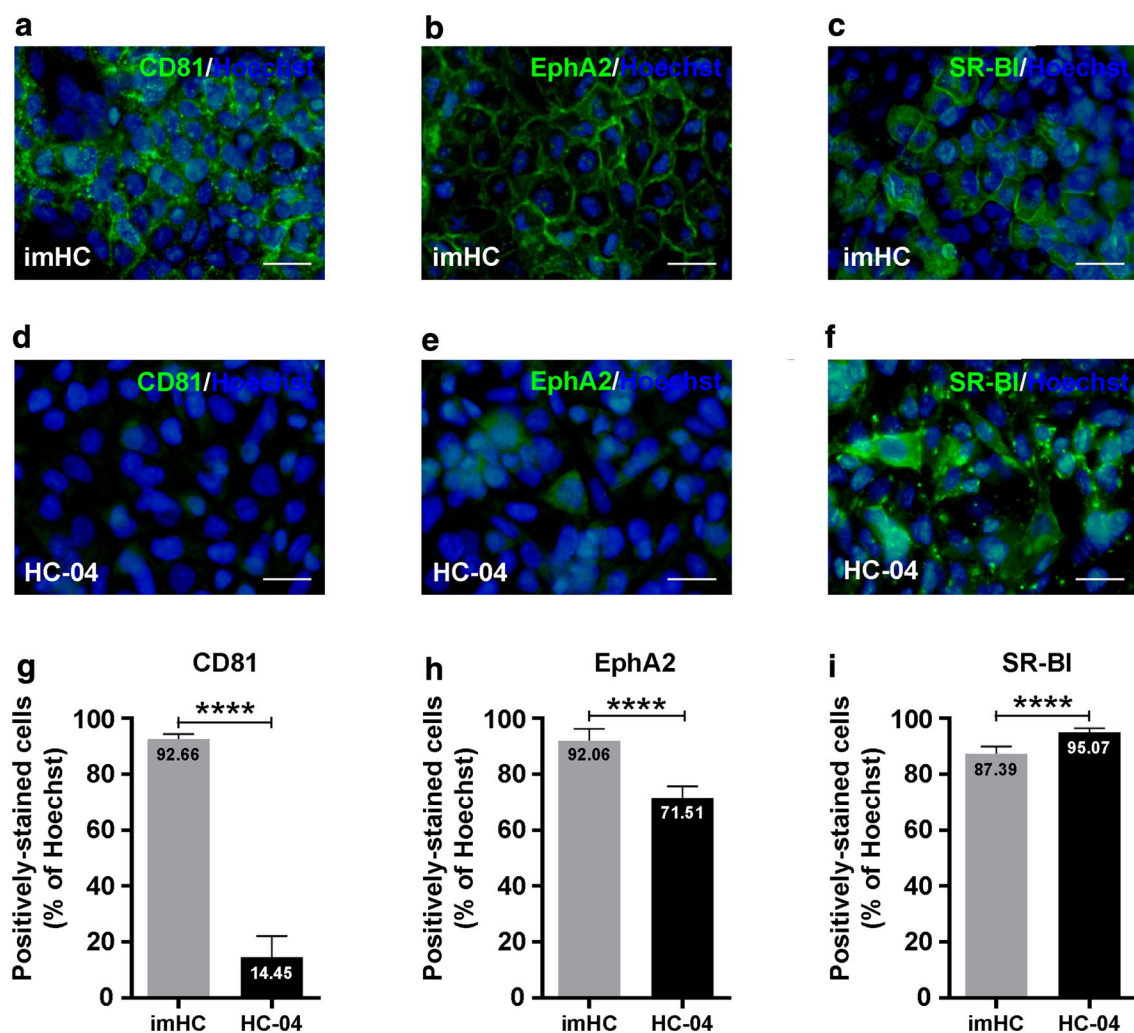 a
b
c
CD81/Hoechst
EphA2/Hoechst
SR-BI/Hoechst
imHC
imHC
imHC
d
e
f
CD81/Hoechst
EphA2/Hoechst
SR-BI/Hoechst
HC-04
HC-04
HC-04
g
CD81
Positively-stained cells
(% of Hoechst)
100
80
60
40
20
0
****
92.66
14.45
imHC
HC-04
h
EphA2
Positively-stained cells
(% of Hoechst)
100
80
60
40
20
0
****
92.06
71.51
imHC
HC-04
i
SR-BI
Positively-stained cells
(% of Hoechst)
100
80
60
40
20
0
****
87.39
95.07
imHC
HC-04